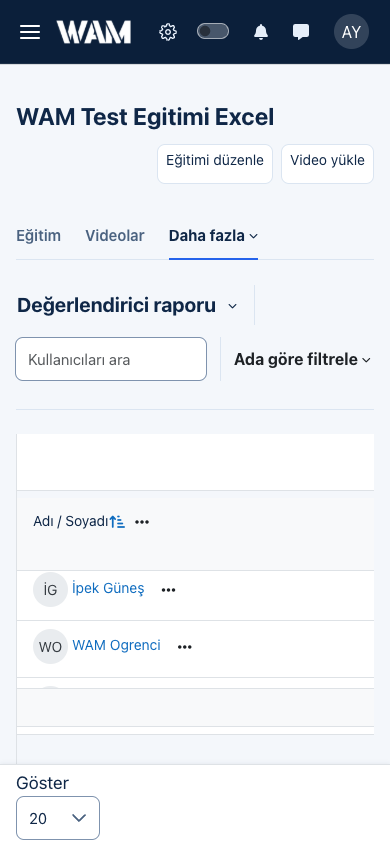 WAM
AY
WAM Test Egitimi Excel
Eğitimi düzenle
Video yükle
Eğitim
Videolar
Daha fazla
Değerlendirici raporu
Kullanıcıları ara
Ada göre filtrele
Adı / Soyadı
İG
İpek Güneş
WO
WAM Ogrenci
Göster
20